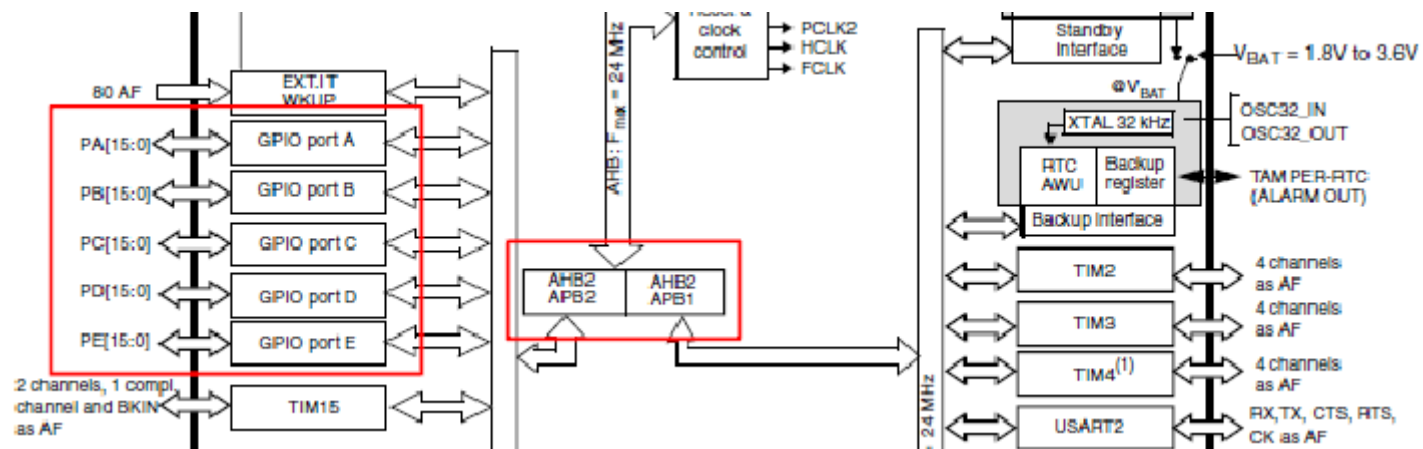 clock
control
PCLK2
HCLK
FCLK
AHB: Fmax = 24 MHz
80 AF
EXT.IT
WKUP
PA[15:0]
GPIO port A
PB[15:0]
GPIO port B
PC[15:0]
GPIO port C
PD[15:0]
GPIO port D
PE[15:0]
GPIO port E
2 channels, 1 compl.
channel and BKIN
as AF
TIM15
AHB2
APB2
AHB2
APB1
24 MHz
Standby
Interface
VBAT = 1.8V to 3.6V
@VBAT
XTAL 32 kHz
OSC32_IN
OSC32_OUT
RTC
AWU
Backup
register
TAMPER-RTC
(ALARM OUT)
Backup interface
TIM2
4 channels
as AF
TIM3
4 channels
as AF
TIM4(1)
4 channels
as AF
USART2
RX,TX, CTS, RTS,
CK as AF